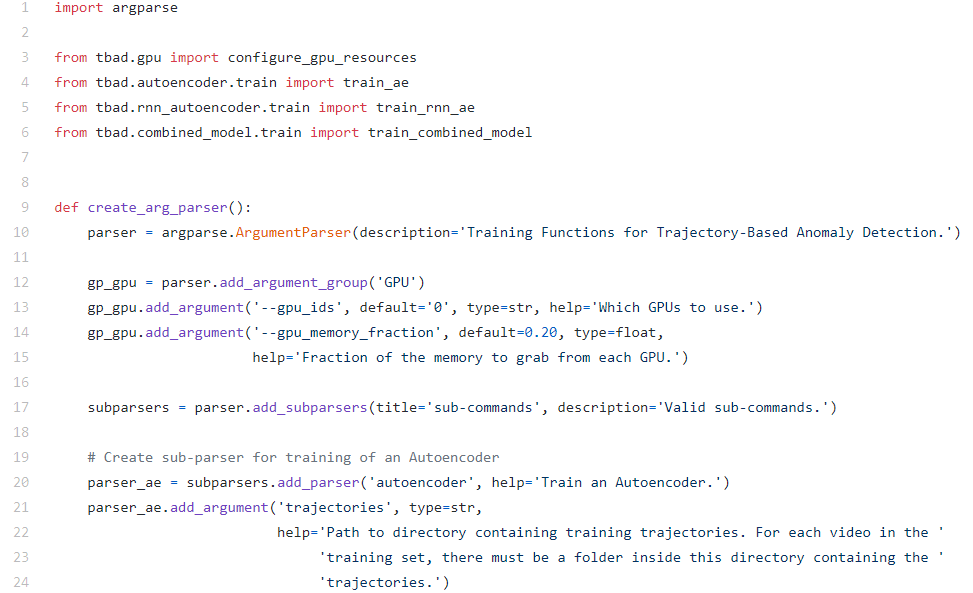 1 import argparse
2
3 from tbad.gpu import configure_gpu_resources
4 from tbad.autoencoder.train import train_ae
5 from tbad.rnn_autoencoder.train import train_rnn_ae
6 from tbad.combined_model.train import train_combined_model
7
8
9 def create_arg_parser():
10     parser = argparse.ArgumentParser(description='Training Functions for Trajectory-Based Anomaly Detection.')
11
12     gp_gpu = parser.add_argument_group('GPU')
13     gp_gpu.add_argument('--gpu_ids', default='0', type=str, help='Which GPUs to use.')
14     gp_gpu.add_argument('--gpu_memory_fraction', default=0.20, type=float,
15                         help='Fraction of the memory to grab from each GPU.')
16
17     subparsers = parser.add_subparsers(title='sub-commands', description='Valid sub-commands.')
18
19     # Create sub-parser for training of an Autoencoder
20     parser_ae = subparsers.add_parser('autoencoder', help='Train an Autoencoder.')
21     parser_ae.add_argument('trajectories', type=str,
22                            help='Path to directory containing training trajectories. For each video in the '
23                                 'training set, there must be a folder inside this directory containing the '
24                                 'trajectories.')